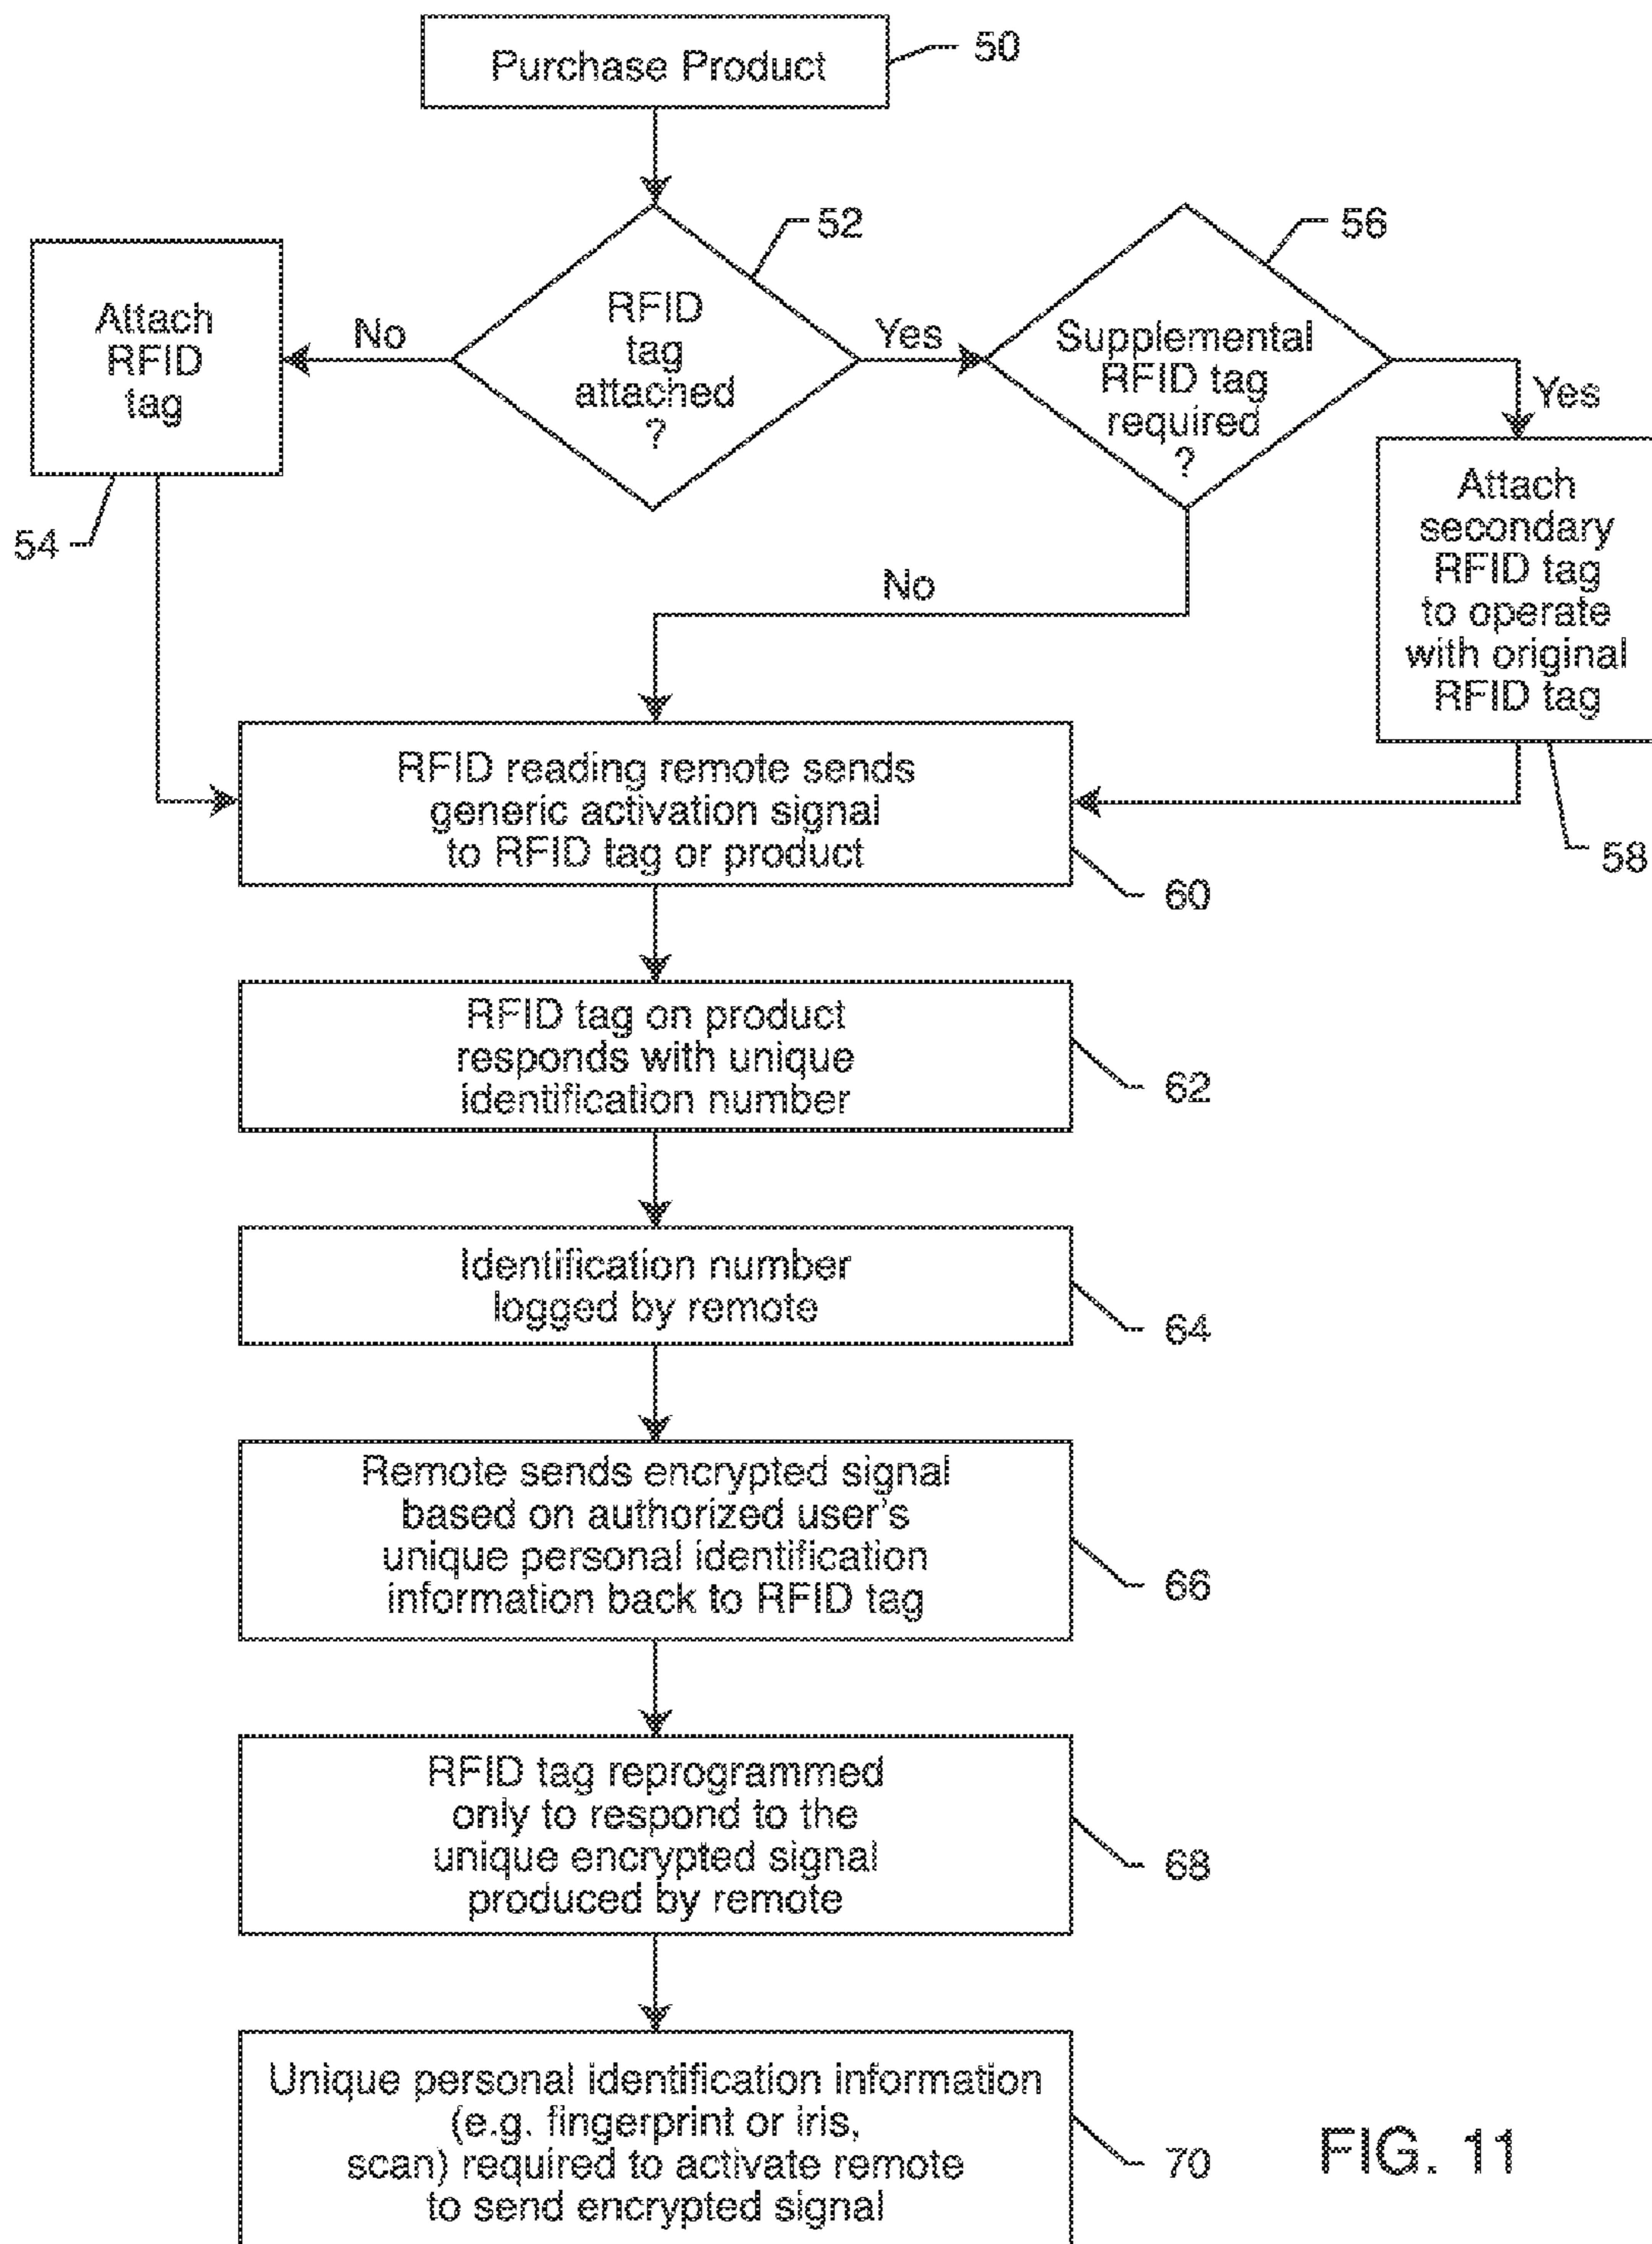 Purchase Product
50
RFID
tag
attached
?
52
Supplemental
RFID tag
required
?
56
Attach
RFID
tag
54
No
Yes
Yes
Attach
secondary
RFID tag
to operate
with original
RFID tag
58
No
RFID reading remote sends
generic activation signal
to RFID tag or product
60
RFID tag on product
responds with unique
identification number
62
Identification number
logged by remote
64
Remote sends encrypted signal
based on authorized user's
unique personal identification
information back to RFID tag
66
RFID tag reprogrammed
only to respond to the
unique encrypted signal
produced by remote
68
Unique personal identification information
(e.g. fingerprint or iris,
scan) required to activate remote
to send encrypted signal
70
FIG. 11